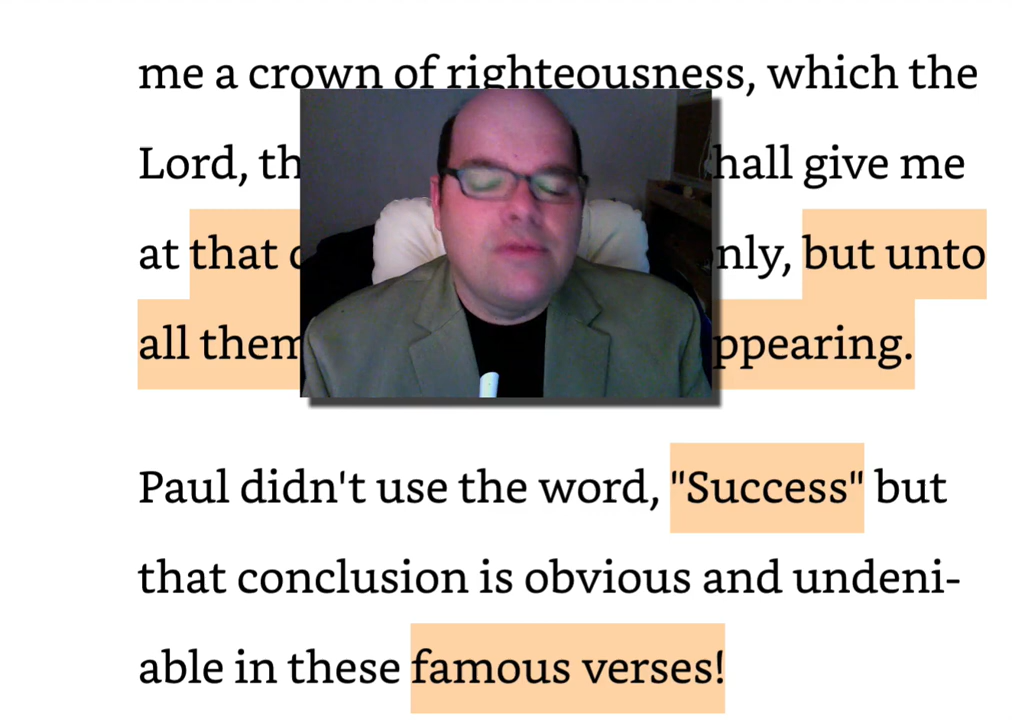 me a crown of righteousness, which the
Lord, hall give me
at that nly, but unto
all them ppearing.
Paul didn't use the word, "Success" but
that conclusion is obvious and undeni-
able in these famous verses!